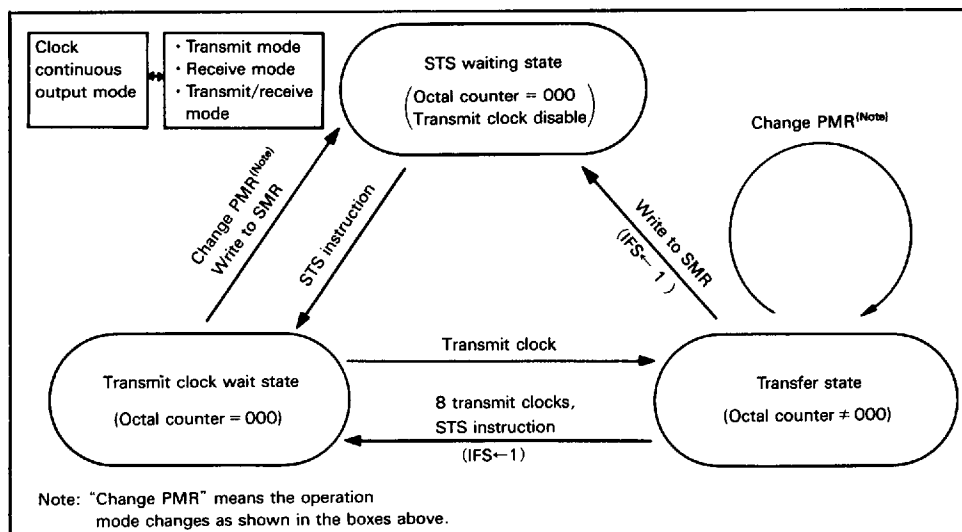 Clock
continuous
output mode
· Transmit mode
· Receive mode
· Transmit/receive
mode
STS waiting state
(Octal counter = 000
Transmit clock disable)
Change PMR(Note)
Change PMR(Note)
Write to SMR
STS instruction
Write to SMR
(IFS←1)
Transmit clock wait state
(Octal counter = 000)
Transmit clock
8 transmit clocks,
STS instruction
(IFS←1)
Transfer state
(Octal counter ≠ 000)
Note: "Change PMR" means the operation
mode changes as shown in the boxes above.